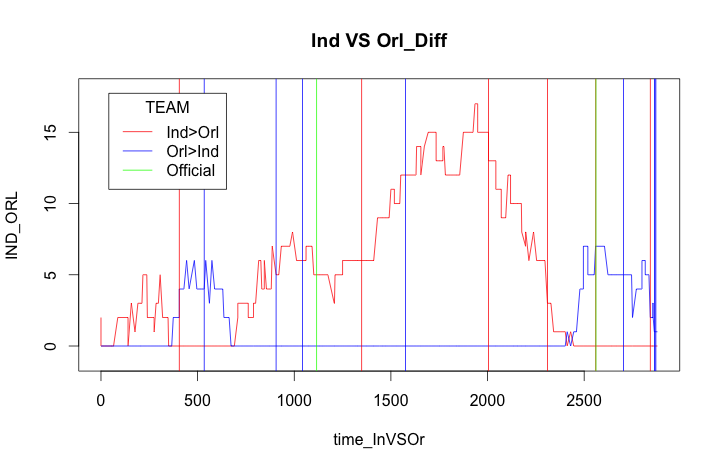 Ind VS Orl_Diff
TEAM
Ind>Orl
Orl>Ind
Official
IND_ORL
15
10
5
0
0
500
1000
1500
2000
2500
time_InVSOr